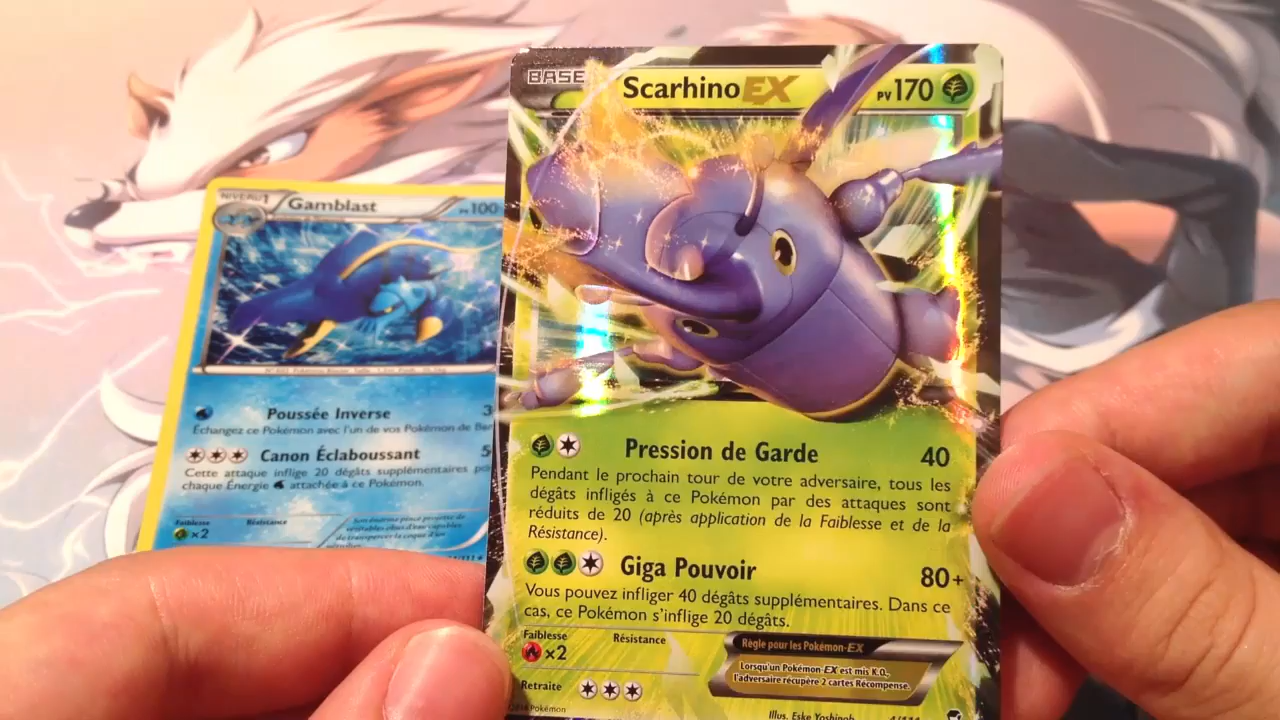 NIVEAU 1
Gamblast
PV 100
Poussée Inverse 3
Échangez ce Pokémon avec l'un de vos Pokémon de
Canon Éclaboussant 5
Cette attaque inflige 20 dégâts supplémentaires
chaque Énergie attachée à ce Pokémon.
Faiblesse Résistance
×2
BASE
Scarhino EX
PV 170
Pression de Garde 40
Pendant le prochain tour de votre adversaire, tous les
dégâts infligés à ce Pokémon par des attaques sont
réduits de 20 (après application de la Faiblesse et de la
Résistance).
Giga Pouvoir 80+
Vous pouvez infliger 40 dégâts supplémentaires. Dans ce
cas, ce Pokémon s'inflige 20 dégâts.
Faiblesse Résistance
×2
Retraite
Règle pour les Pokémon-EX
Lorsqu'un Pokémon-EX est mis K.O.,
l'adversaire récupère 2 cartes Récompense.
Pokémon
Illus. Eske Yoshinob